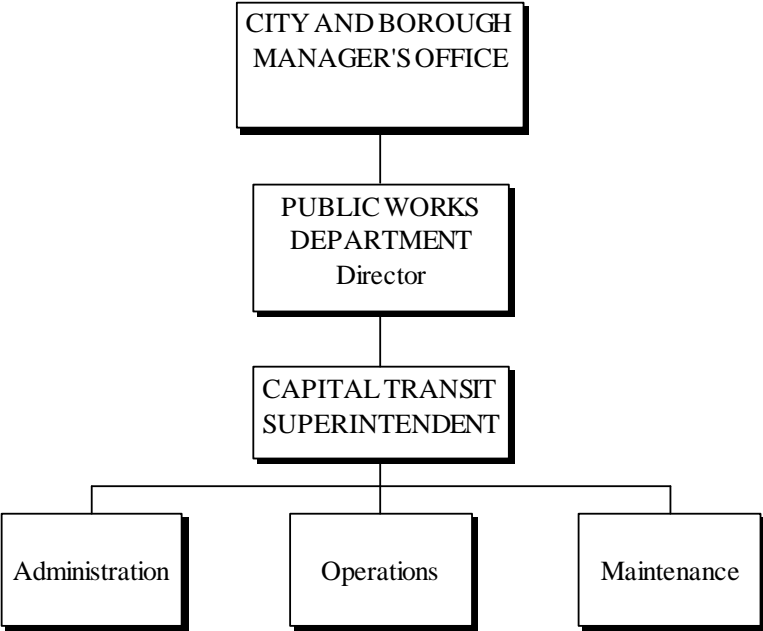 CITY AND BOROUGH
MANAGER'S OFFICE
PUBLIC WORKS
DEPARTMENT
Director
CAPITAL TRANSIT
SUPERINTENDENT
Administration
Operations
Maintenance